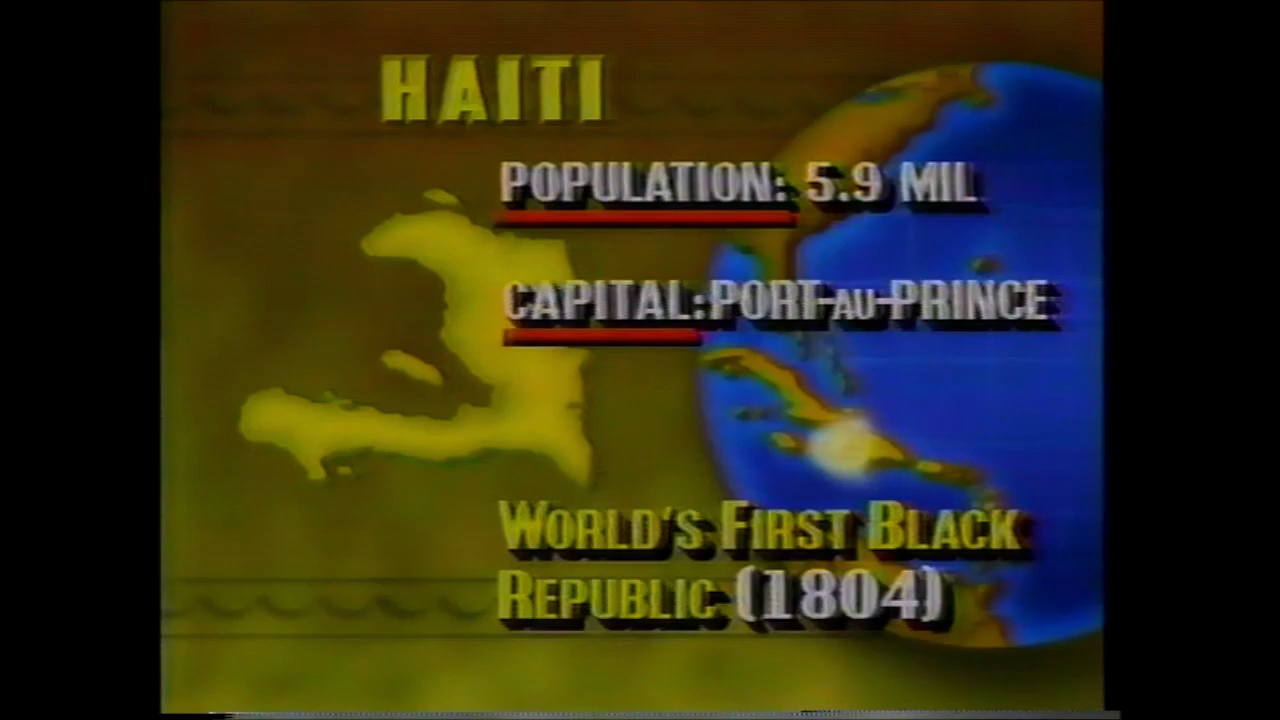 HAITI
POPULATION: 5.9 MIL
CAPITAL: PORT-AU-PRINCE
WORLD'S FIRST BLACK
REPUBLIC (1804)